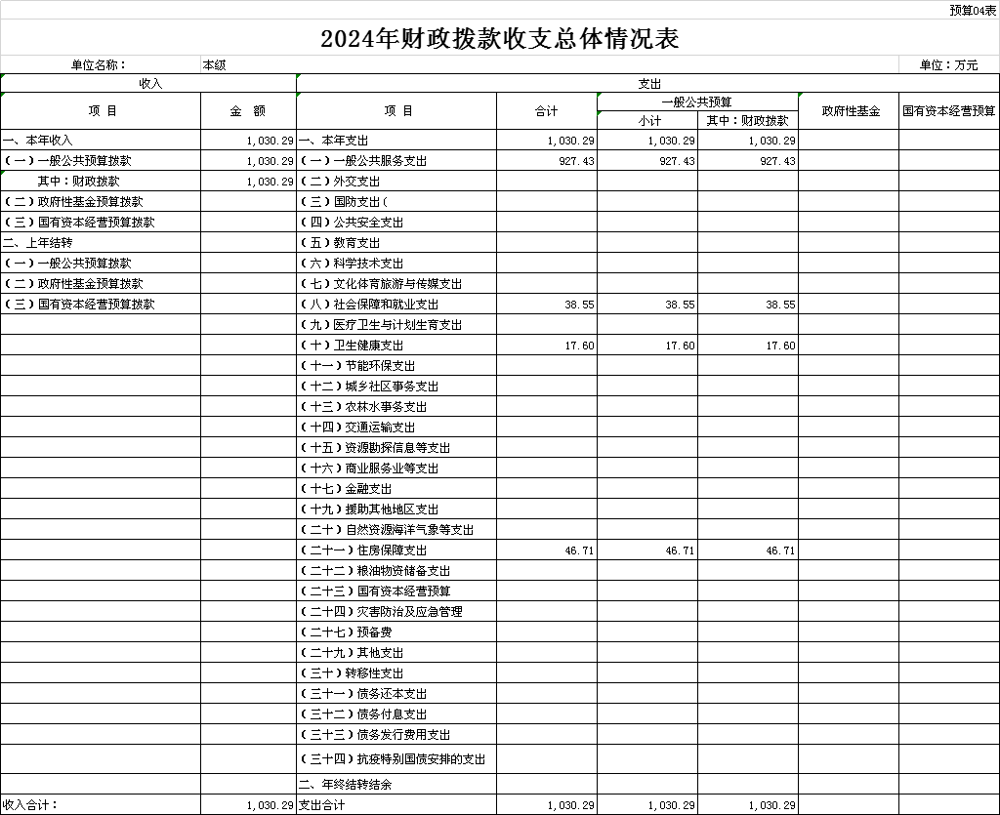 预算04表
2024年财政拨款收支总体情况表
单位名称： 本级 单位：万元
收入 支出
项 目 金 额 项 目 合计 一般公共预算 政府性基金 国有资本经营预算
小计 其中：财政拨款
一、本年收入 1,030.29 一、本年支出 1,030.29 1,030.29 1,030.29
（一）一般公共预算拨款 1,030.29 （一）一般公共服务支出 927.43 927.43 927.43
其中：财政拨款 1,030.29 （二）外交支出
（二）政府性基金预算拨款 （三）国防支出（
（三）国有资本经营预算拨款 （四）公共安全支出
二、上年结转 （五）教育支出
（一）一般公共预算拨款 （六）科学技术支出
（二）政府性基金预算拨款 （七）文化体育旅游与传媒支出
（三）国有资本经营预算拨款 （八）社会保障和就业支出 38.55 38.55 38.55
（九）医疗卫生与计划生育支出
（十）卫生健康支出 17.60 17.60 17.60
（十一）节能环保支出
（十二）城乡社区事务支出
（十三）农林水事务支出
（十四）交通运输支出
（十五）资源勘探信息等支出
（十六）商业服务业等支出
（十七）金融支出
（十九）援助其他地区支出
（二十）自然资源海洋气象等支出
（二十一）住房保障支出 46.71 46.71 46.71
（二十二）粮油物资储备支出
（二十三）国有资本经营预算
（二十四）灾害防治及应急管理
（二十七）预备费
（二十九）其他支出
（三十）转移性支出
（三十一）债务还本支出
（三十二）债务付息支出
（三十三）债务发行费用支出
（三十四）抗疫特别国债安排的支出
二、年终结转结余
收入合计： 1,030.29 支出合计 1,030.29 1,030.29 1,030.29